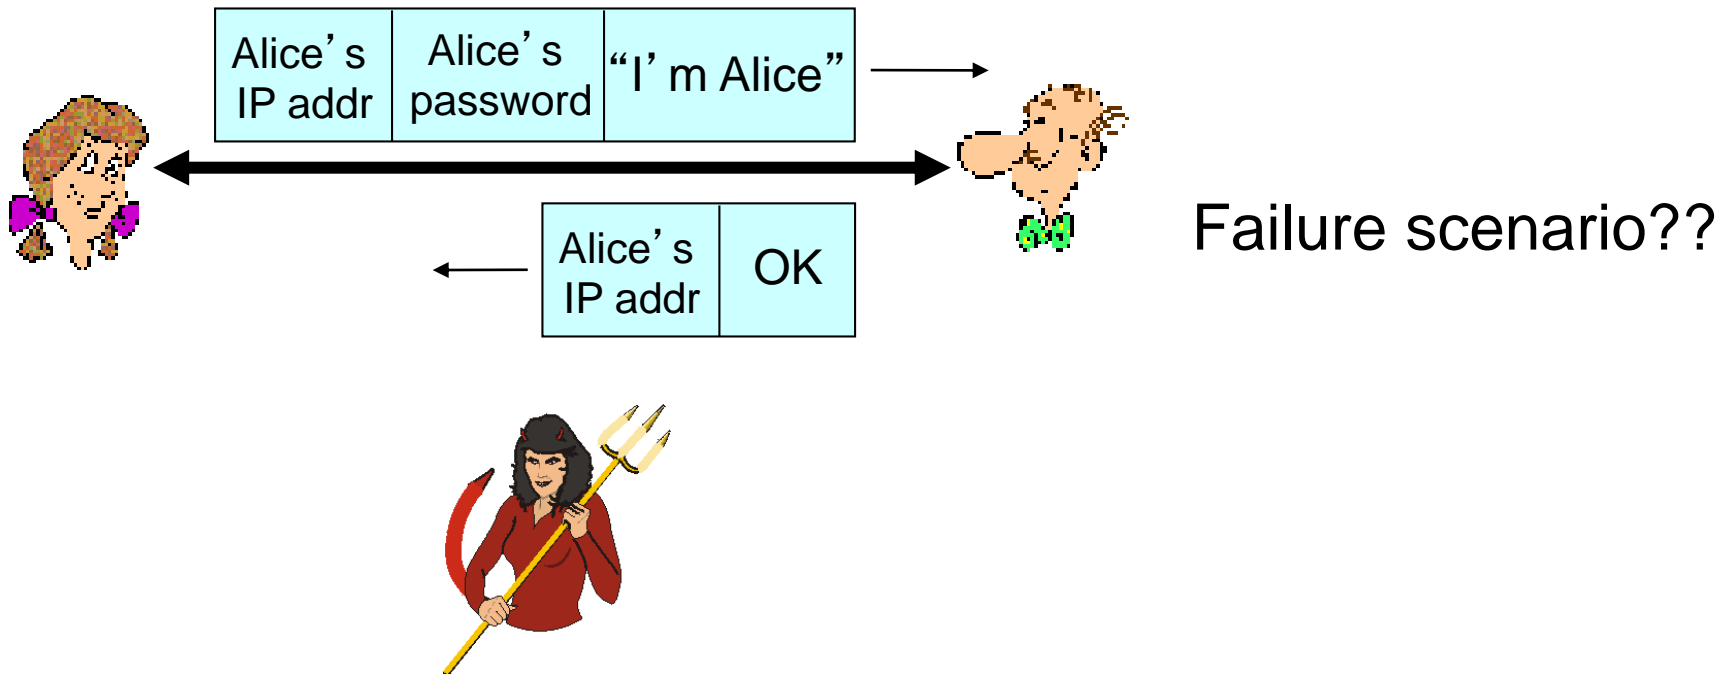 Alice’s
IP addr
Alice’s
password
“I’m Alice”
Alice’s
IP addr
OK
Failure scenario??